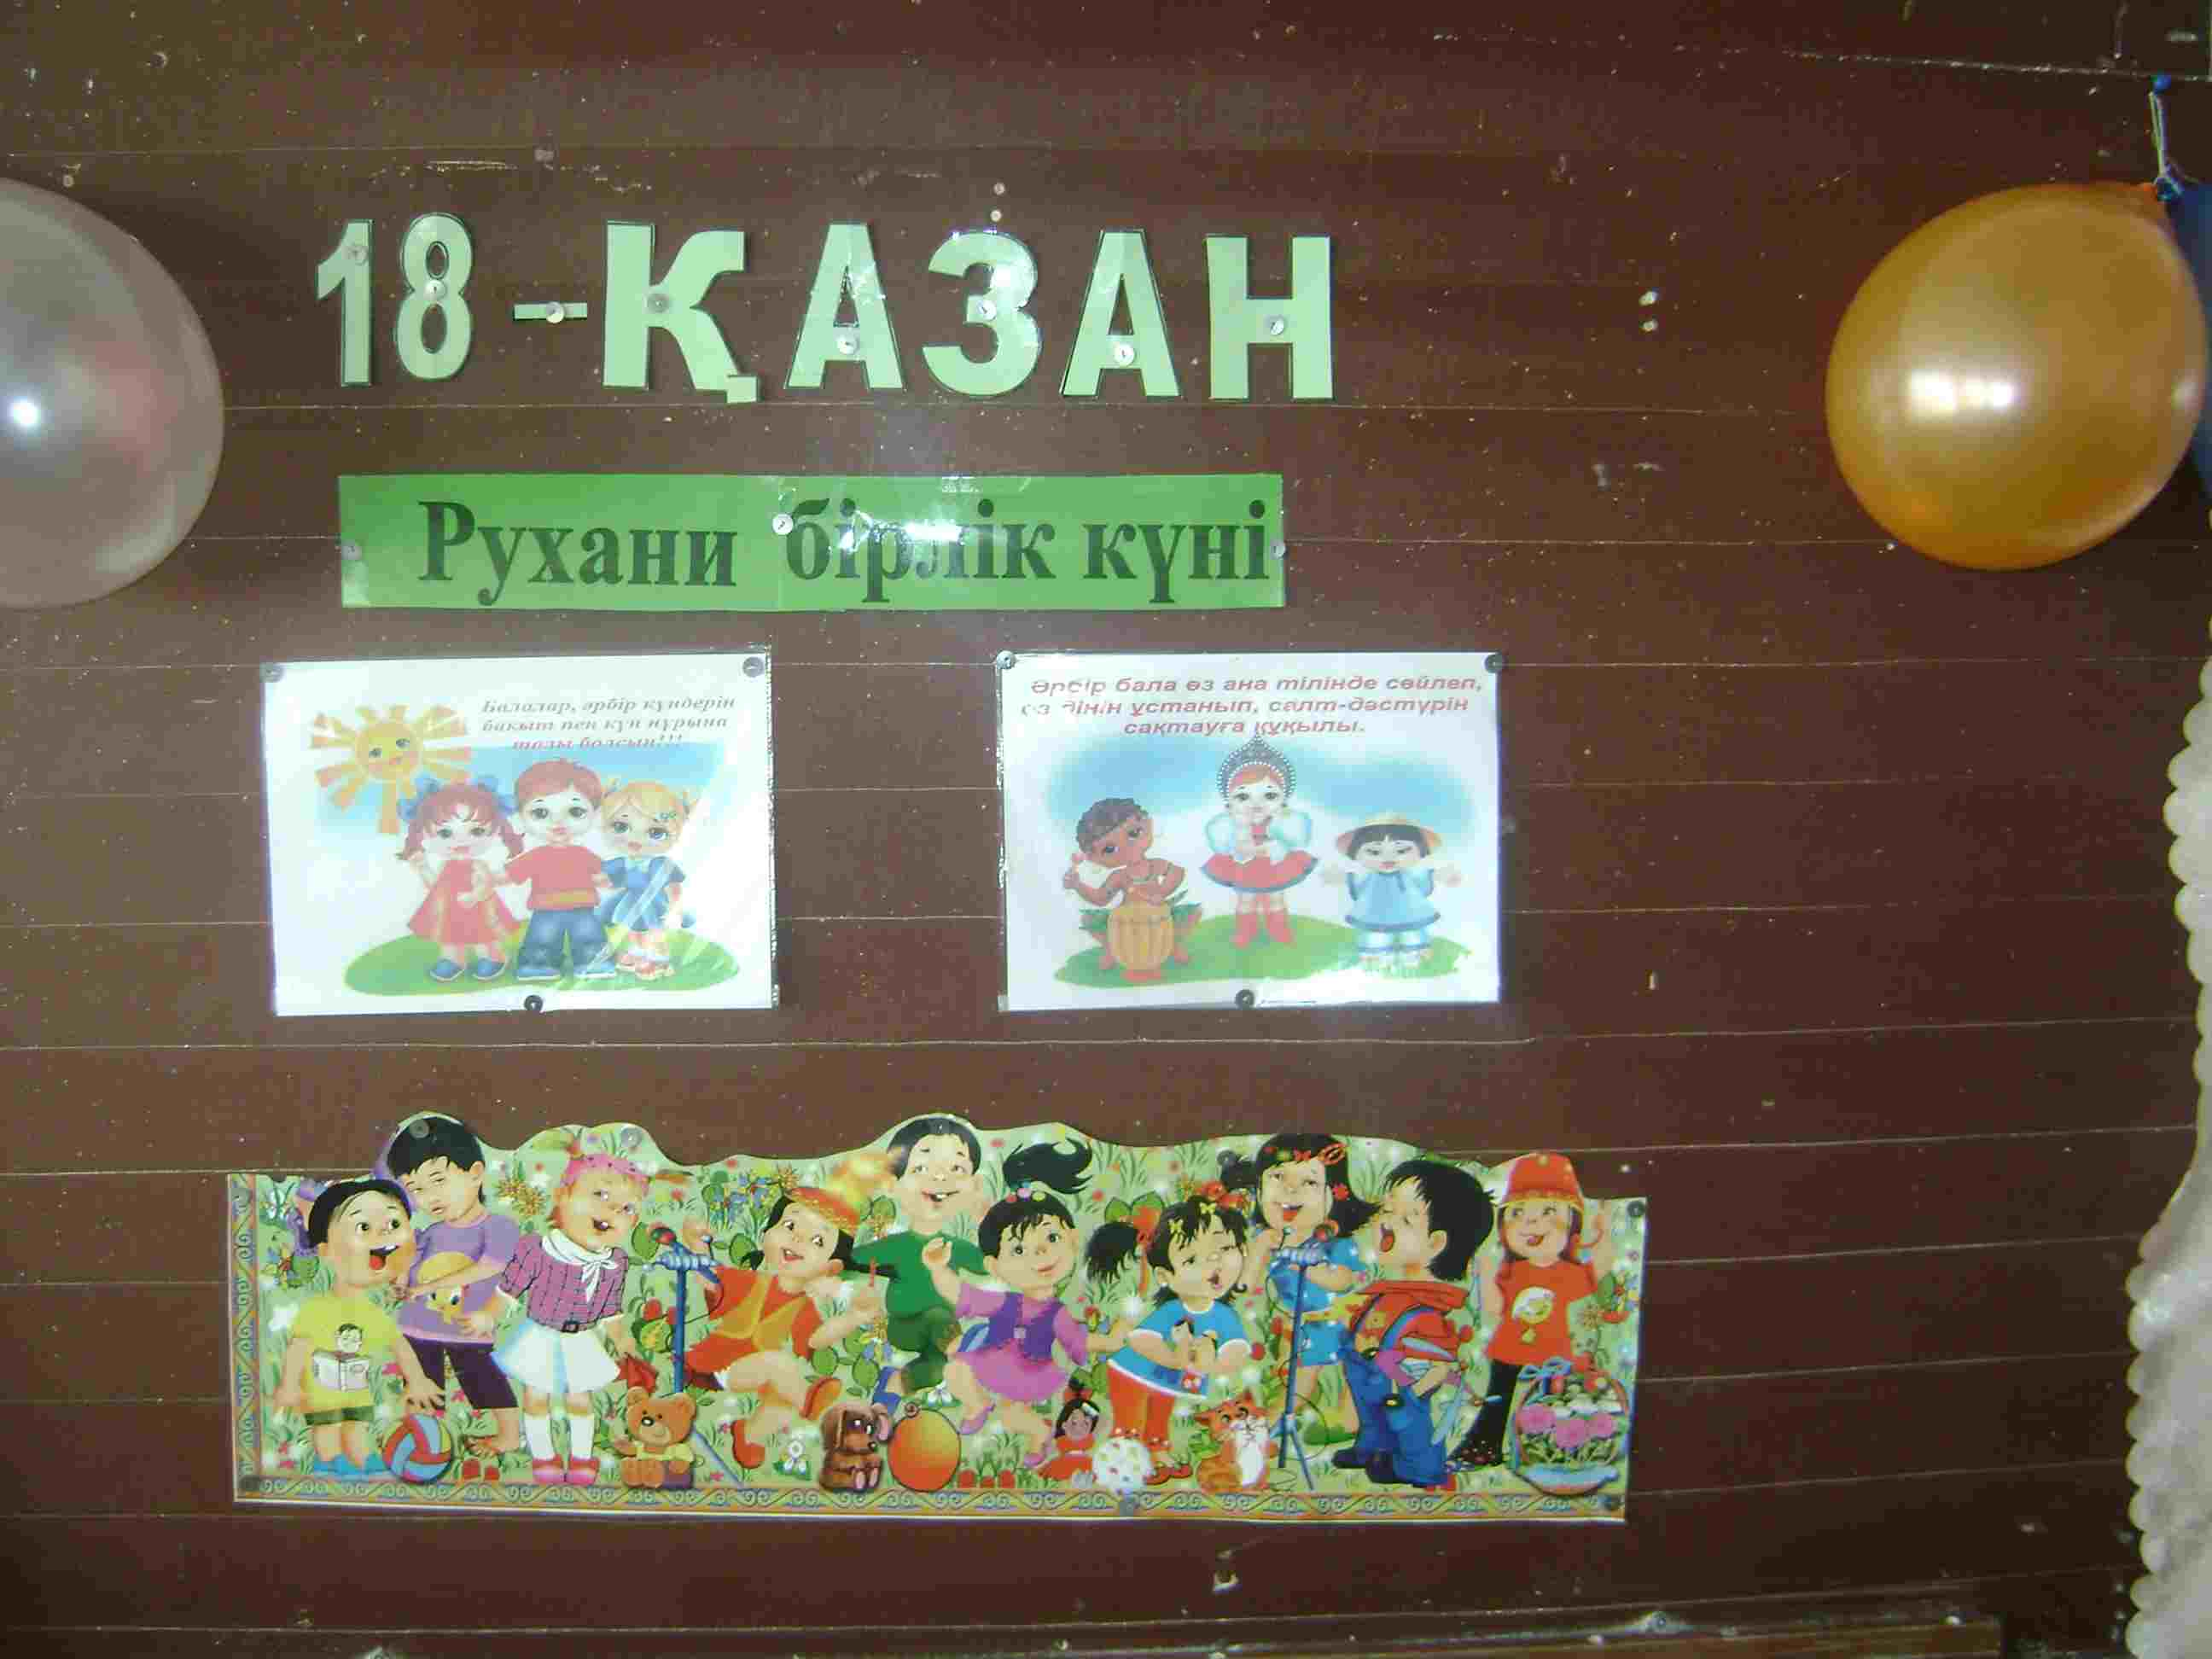 18-ҚАЗАН
Рухани бірлік күні
Балалар, әрбір күндерің
бақыт пен күн нұрына
толы болсын!!!
Әрбір бала өз ана тілінде сөйлеп,
өз дінін ұстанып, салт-дәстүрін
сақтауға құқылы.